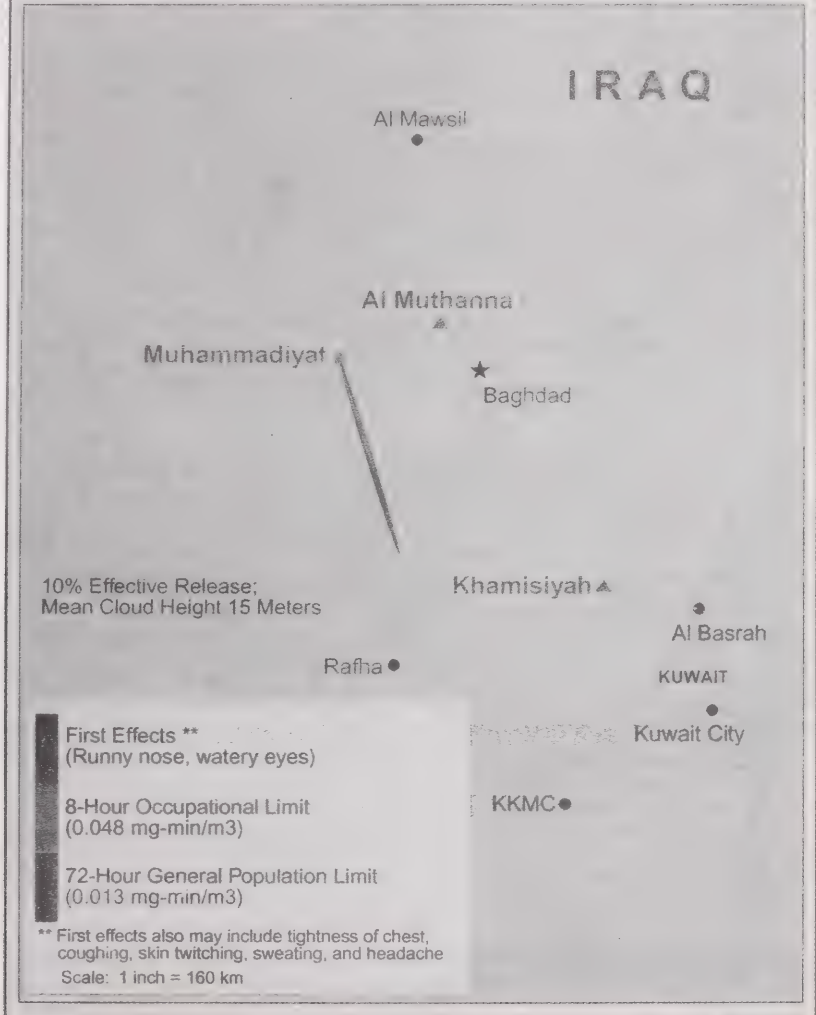 IRAQ
Al Mawsil
Al Muthanna
Muhammadiyat
Baghdad
10% Effective Release;
Mean Cloud Height 15 Meters
Khamisiyah
Al Basrah
Rafha
KUWAIT
Kuwait City
KKMC
First Effects **
(Runny nose, watery eyes)
8-Hour Occupational Limit
(0.048 mg-min/m3)
72-Hour General Population Limit
(0.013 mg-min/m3)
** First effects also may include tightness of chest,
coughing, skin twitching, sweating, and headache
Scale: 1 inch = 160 km